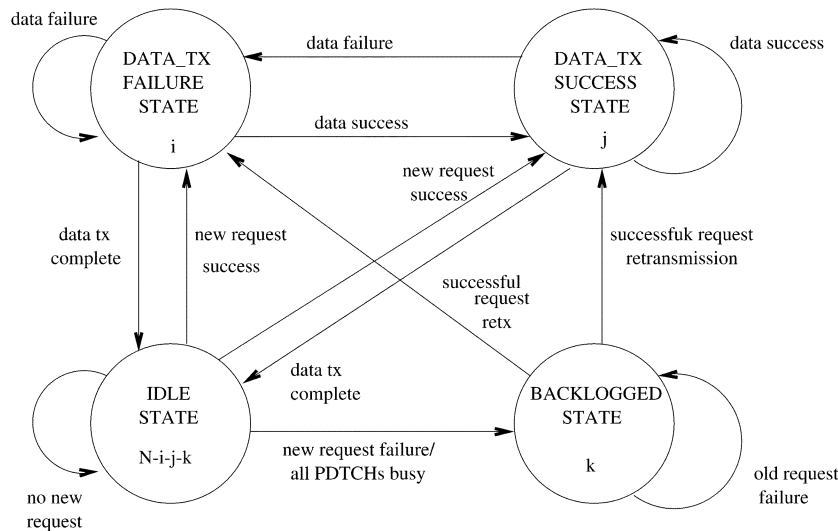 data failure
DATA_TX
FAILURE
STATE
i
data failure
DATA_TX
SUCCESS
STATE
j
data success
data success
new request
success
data tx
complete
new request
success
successfuk request
retransmission
successful
request
retx
data tx
complete
IDLE
STATE
N-i-j-k
BACKLOGGED
STATE
k
new request failure/
all PDTCHs busy
no new
request
old request
failure